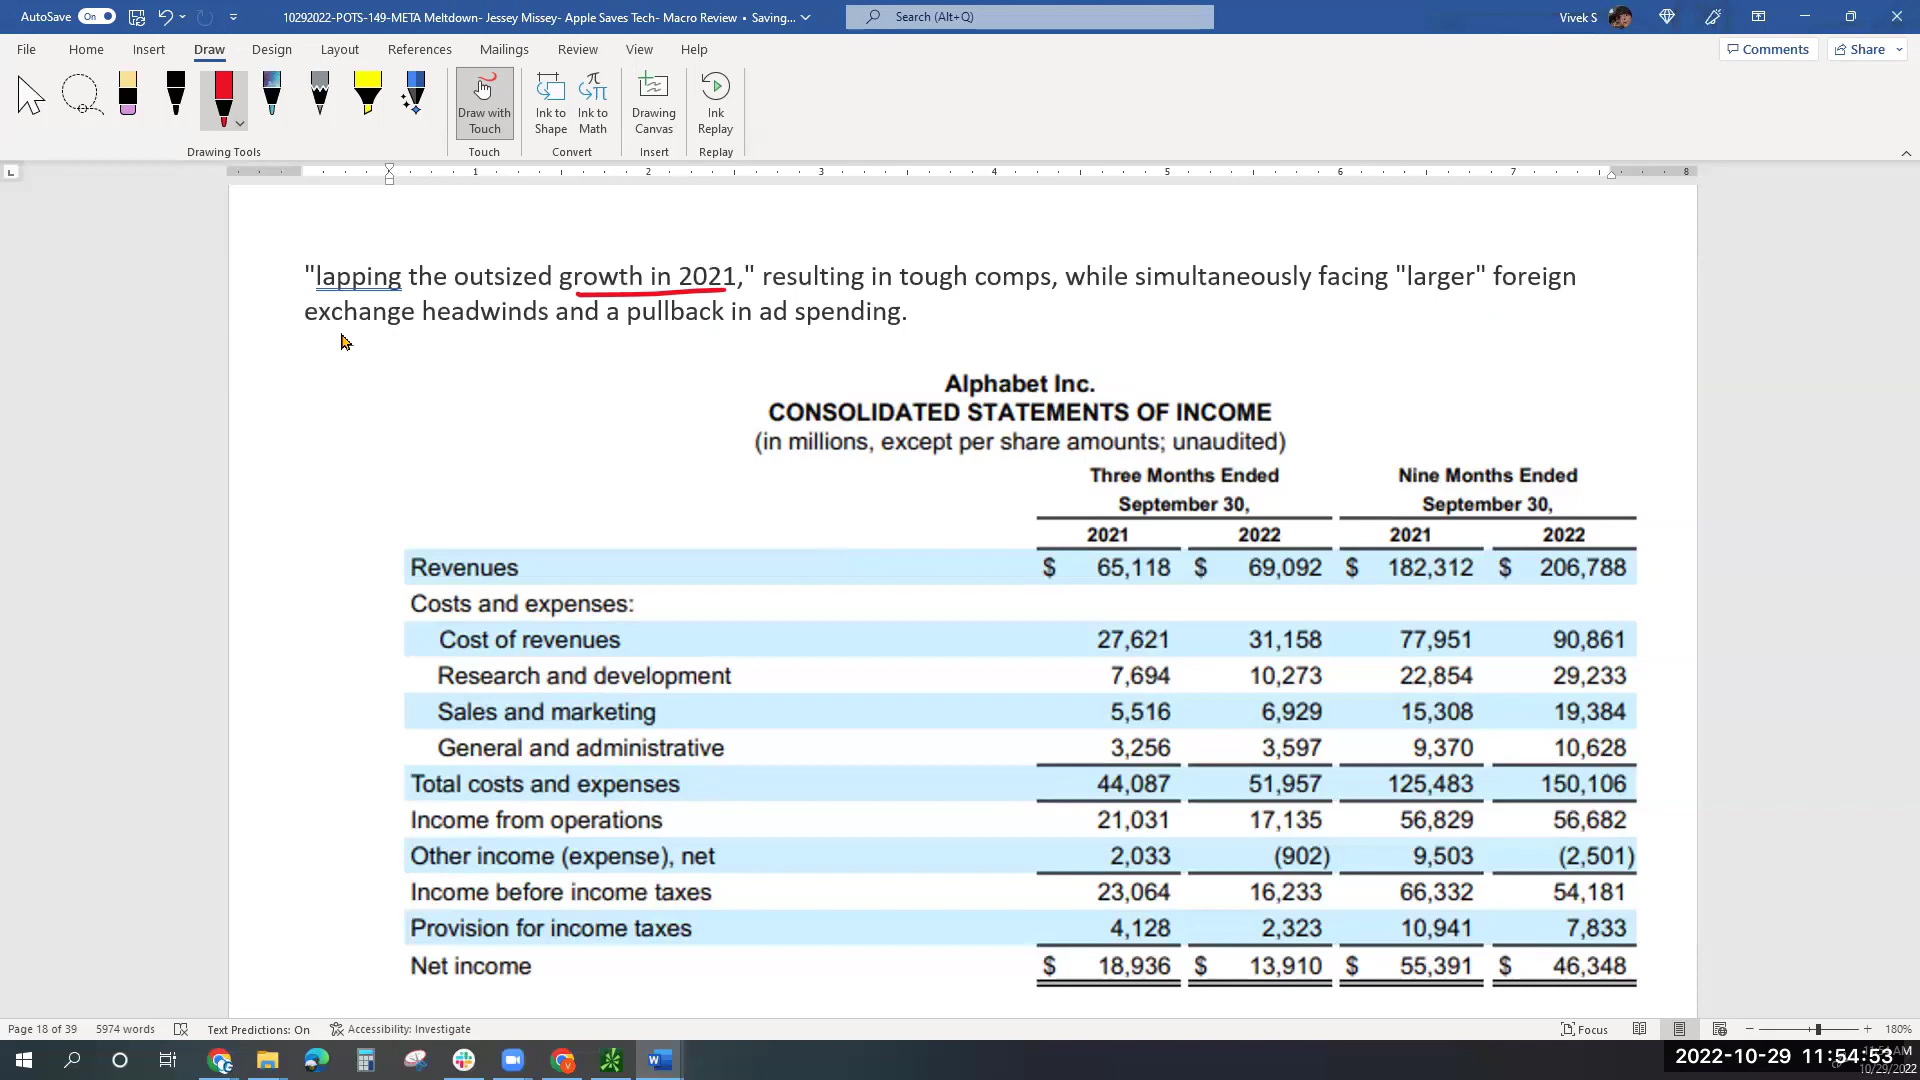 AutoSave On 10292022-POTS-149-META Meltdown- Jessey Missey- Apple Saves Tech- Macro Review • Saving... Search (Alt+Q) Vivek S
File Home Insert Draw Design Layout References Mailings Review View Help Comments Share
Draw with Touch
Ink to Shape
Ink to Math
Drawing Canvas
Ink Replay
Drawing Tools Touch Convert Insert Replay
1 2 3 4 5 6 7 8
"lapping the outsized growth in 2021," resulting in tough comps, while simultaneously facing "larger" foreign
exchange headwinds and a pullback in ad spending.
Alphabet Inc.
CONSOLIDATED STATEMENTS OF INCOME
(in millions, except per share amounts; unaudited)
Three Months Ended Nine Months Ended
September 30, September 30,
2021 2022 2021 2022
Revenues $ 65,118 $ 69,092 $ 182,312 $ 206,788
Costs and expenses:
Cost of revenues 27,621 31,158 77,951 90,861
Research and development 7,694 10,273 22,854 29,233
Sales and marketing 5,516 6,929 15,308 19,384
General and administrative 3,256 3,597 9,370 10,628
Total costs and expenses 44,087 51,957 125,483 150,106
Income from operations 21,031 17,135 56,829 56,682
Other income (expense), net 2,033 (902) 9,503 (2,501)
Income before income taxes 23,064 16,233 66,332 54,181
Provision for income taxes 4,128 2,323 10,941 7,833
Net income $ 18,936 $ 13,910 $ 55,391 $ 46,348
Page 18 of 39 5974 words Text Predictions: On Accessibility: Investigate Focus 180%
2022-10-29 11:54:53